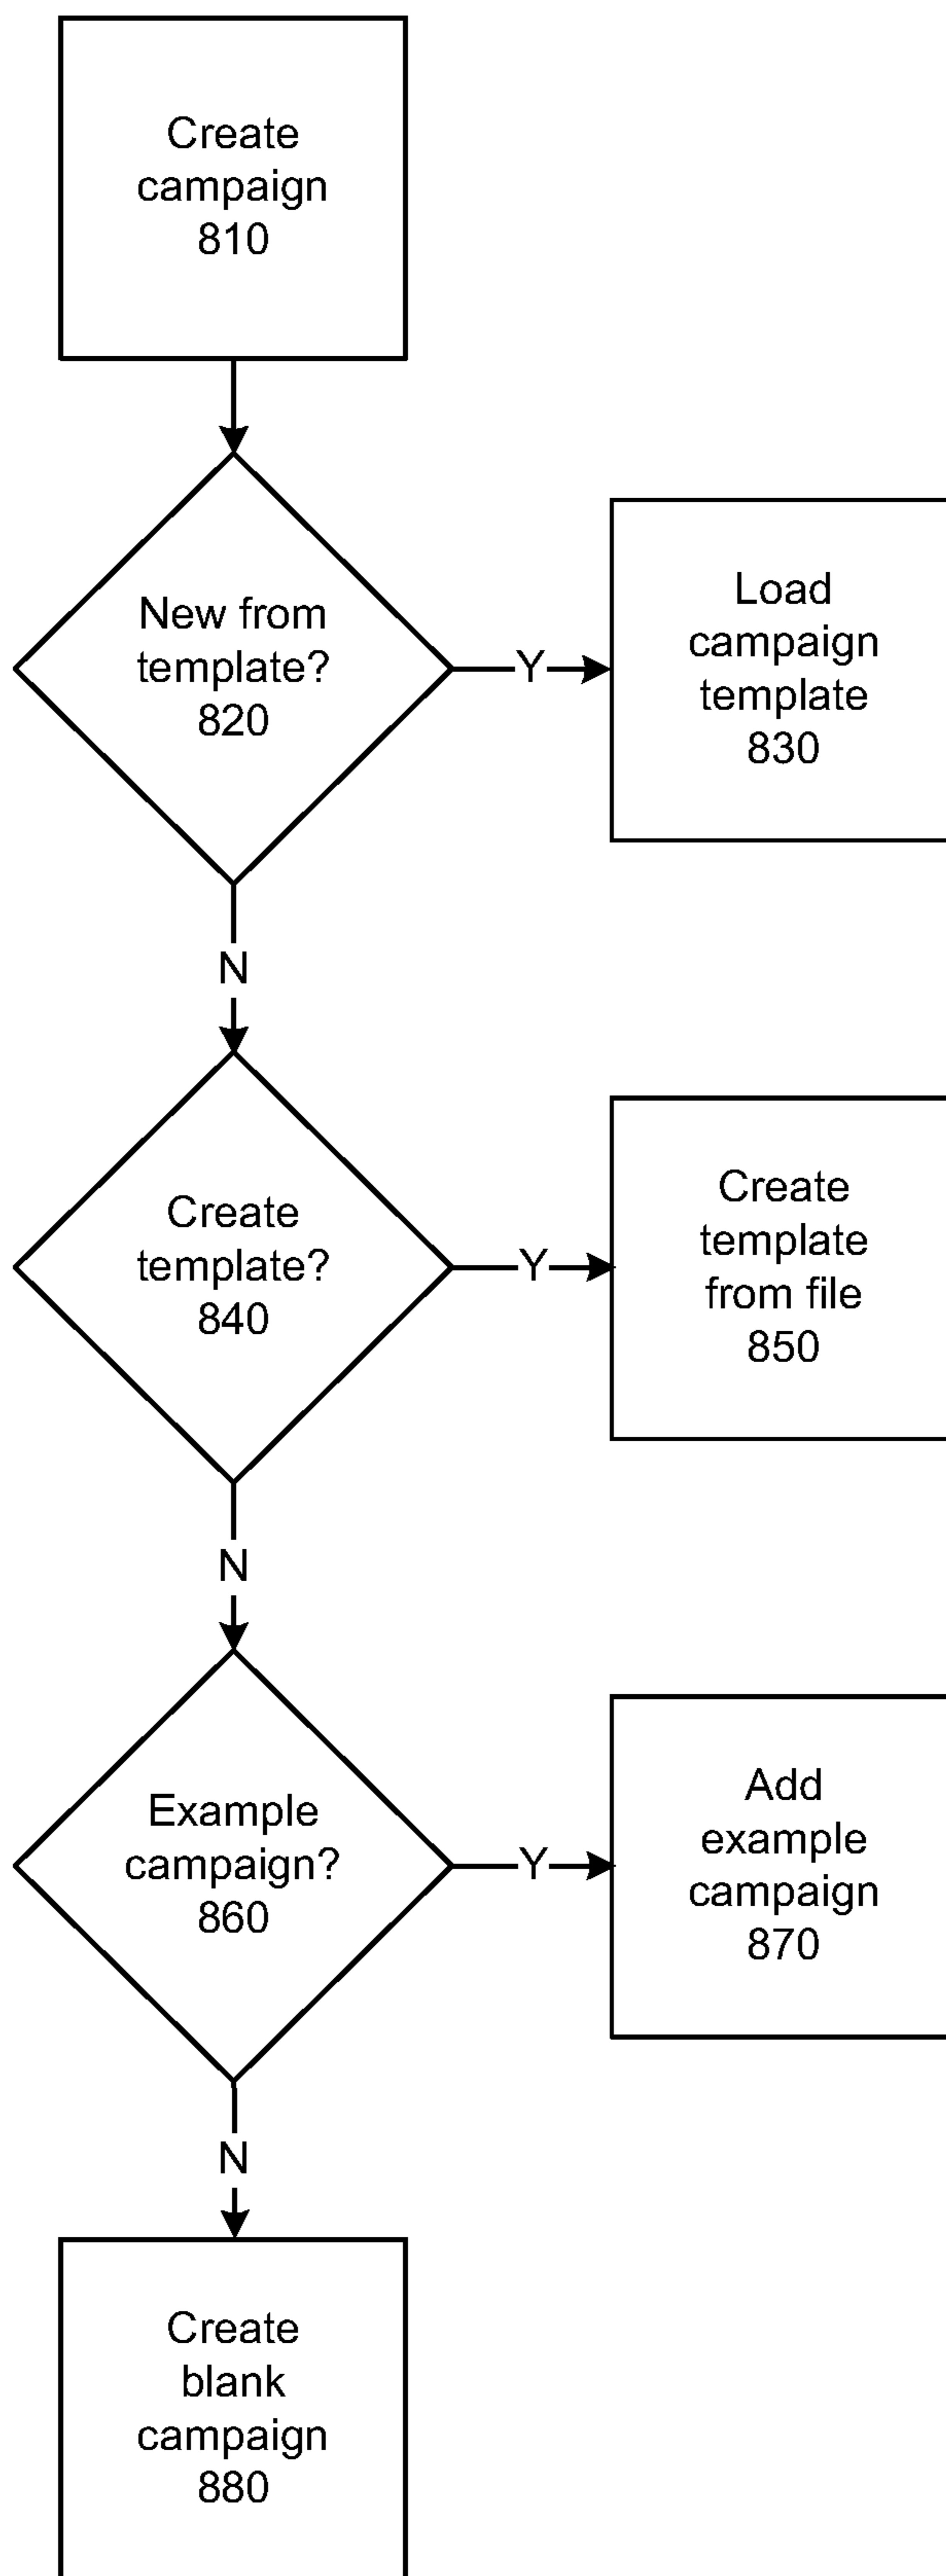 Create
campaign
810
New from
template?
820
Y
Load
campaign
template
830
N
Create
template?
840
Y
Create
template
from file
850
N
Example
campaign?
860
Y
Add
example
campaign
870
N
Create
blank
campaign
880